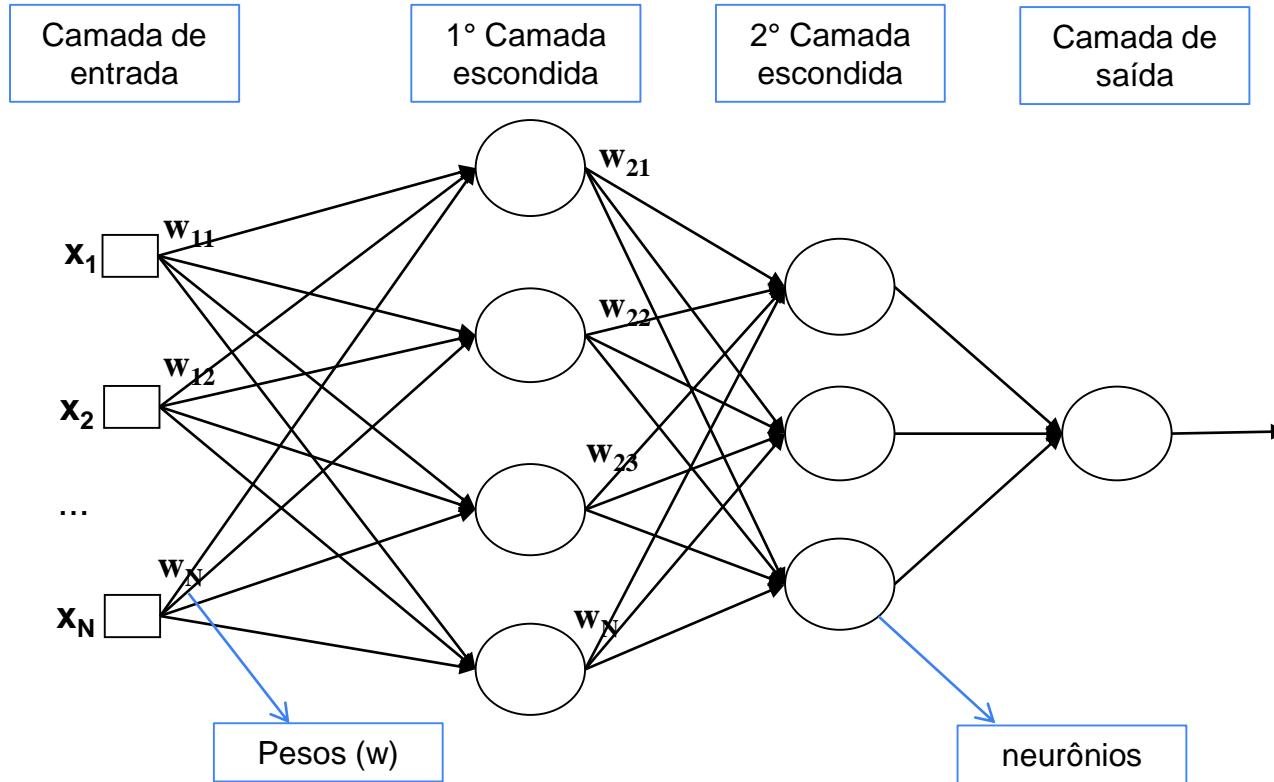 Camada de
entrada
1° Camada
escondida
2° Camada
escondida
Camada de
saída
w21
w11
x1
w22
w12
x2
w23
...
wN
xN
wN
Pesos (w)
neurônios